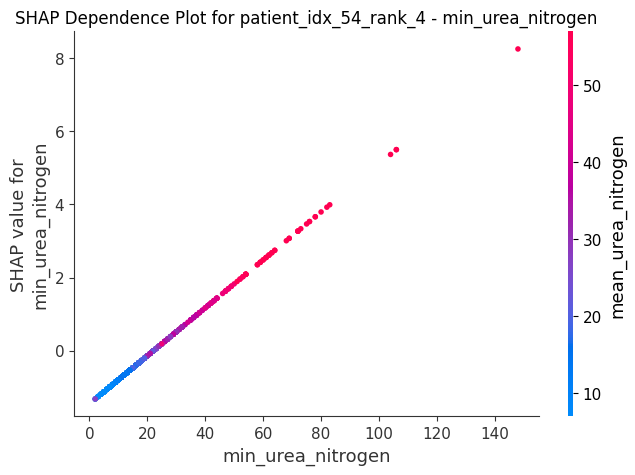 SHAP Dependence Plot for patient_idx_54_rank_4 - min_urea_nitrogen
SHAP value for
min_urea_nitrogen
8
6
4
2
0
0 20 40 60 80 100 120 140
min_urea_nitrogen
50
40
30
20
10
mean_urea_nitrogen